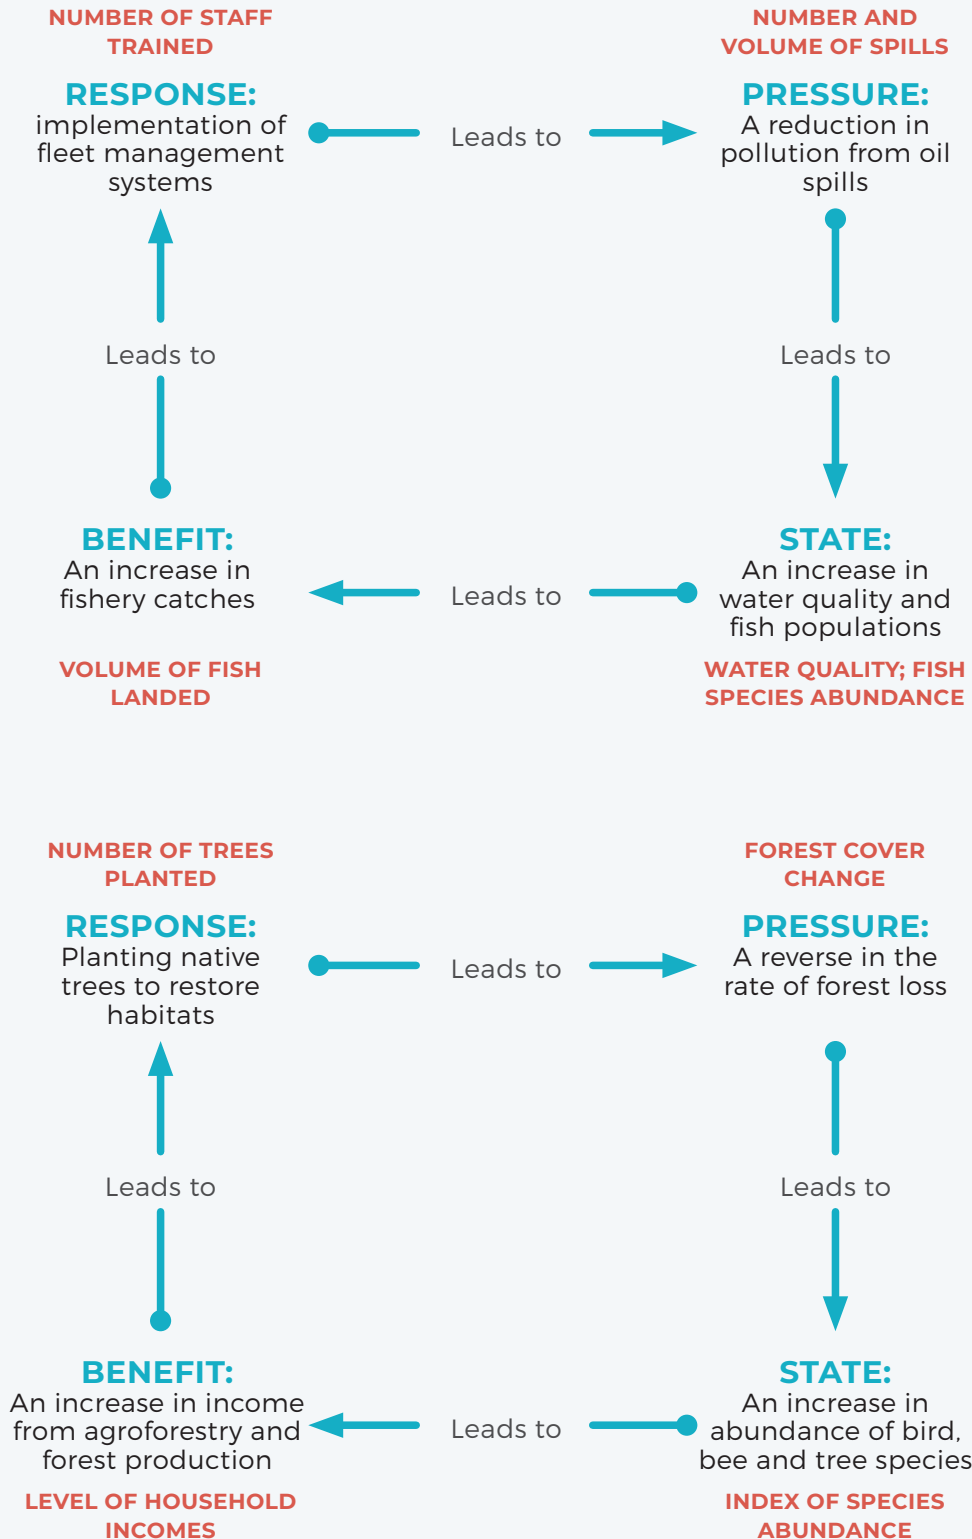 NUMBER OF STAFF
TRAINED
RESPONSE:
implementation of
fleet management
systems
Leads to
NUMBER AND
VOLUME OF SPILLS
PRESSURE:
A reduction in
pollution from oil
spills
Leads to
STATE:
An increase in
water quality and
fish populations
WATER QUALITY; FISH
SPECIES ABUNDANCE
Leads to
BENEFIT:
An increase in
fishery catches
VOLUME OF FISH
LANDED
Leads to
NUMBER OF TREES
PLANTED
RESPONSE:
Planting native
trees to restore
habitats
Leads to
FOREST COVER
CHANGE
PRESSURE:
A reverse in the
rate of forest loss
Leads to
STATE:
An increase in
abundance of bird,
bee and tree species
INDEX OF SPECIES
ABUNDANCE
Leads to
BENEFIT:
An increase in income
from agroforestry and
forest production
LEVEL OF HOUSEHOLD
INCOMES
Leads to